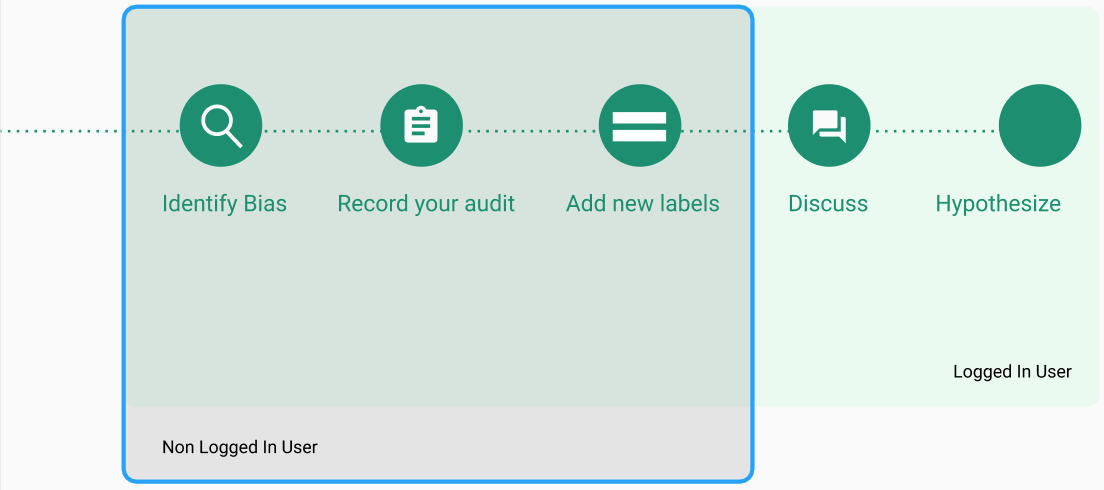 Identify Bias
Record your audit
Add new labels
Discuss
Hypothesize
Logged In User
Non Logged In User